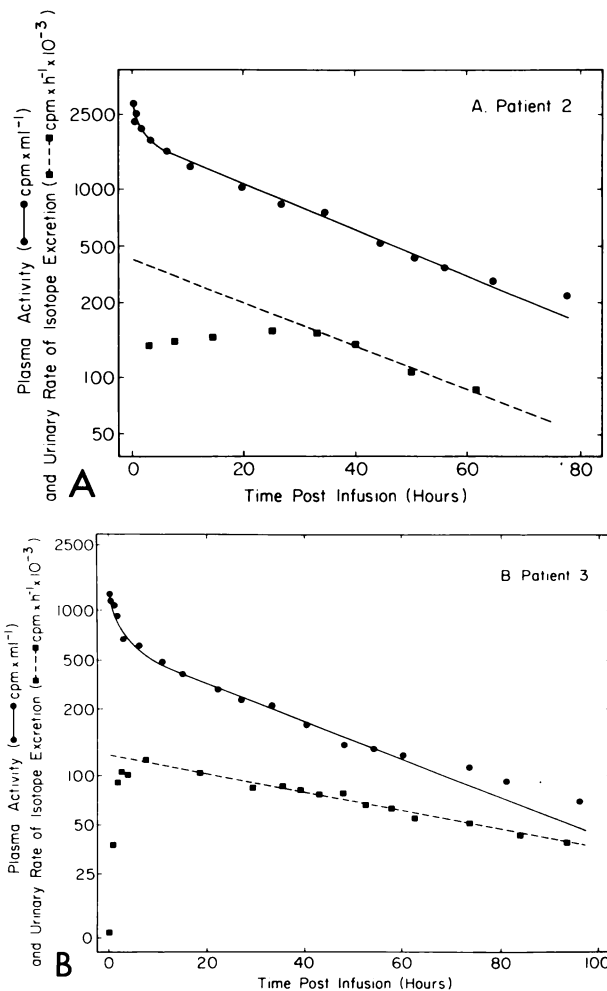 A. Patient 2
Plasma Activity (●—● cpm x ml⁻¹)
and Urinary Rate of Isotope Excretion (■---■ cpm x h⁻¹ x 10⁻³)
2500
1000
500
200
100
50
0 20 40 60 80
Time Post Infusion (Hours)
A
B Patient 3
Plasma Activity (●—● cpm x ml⁻¹)
and Urinary Rate of Isotope Excretion (■---■ cpm x h⁻¹ x 10⁻³)
2500
1000
500
200
100
50
25
0
0 20 40 60 80 100
Time Post Infusion (Hours)
B